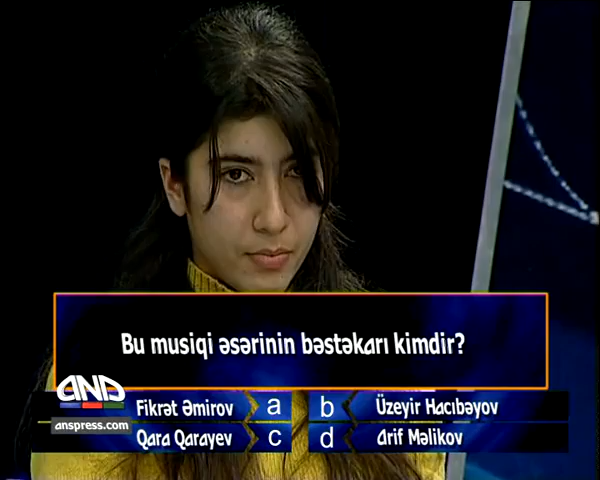 Bu musiqi əsərinin bəstəkarı kimdir?
ANS
Fikrət Əmirov a b Üzeyir Hacıbəyov
anspress.com
Qara Qarayev c d Arif Məlikov